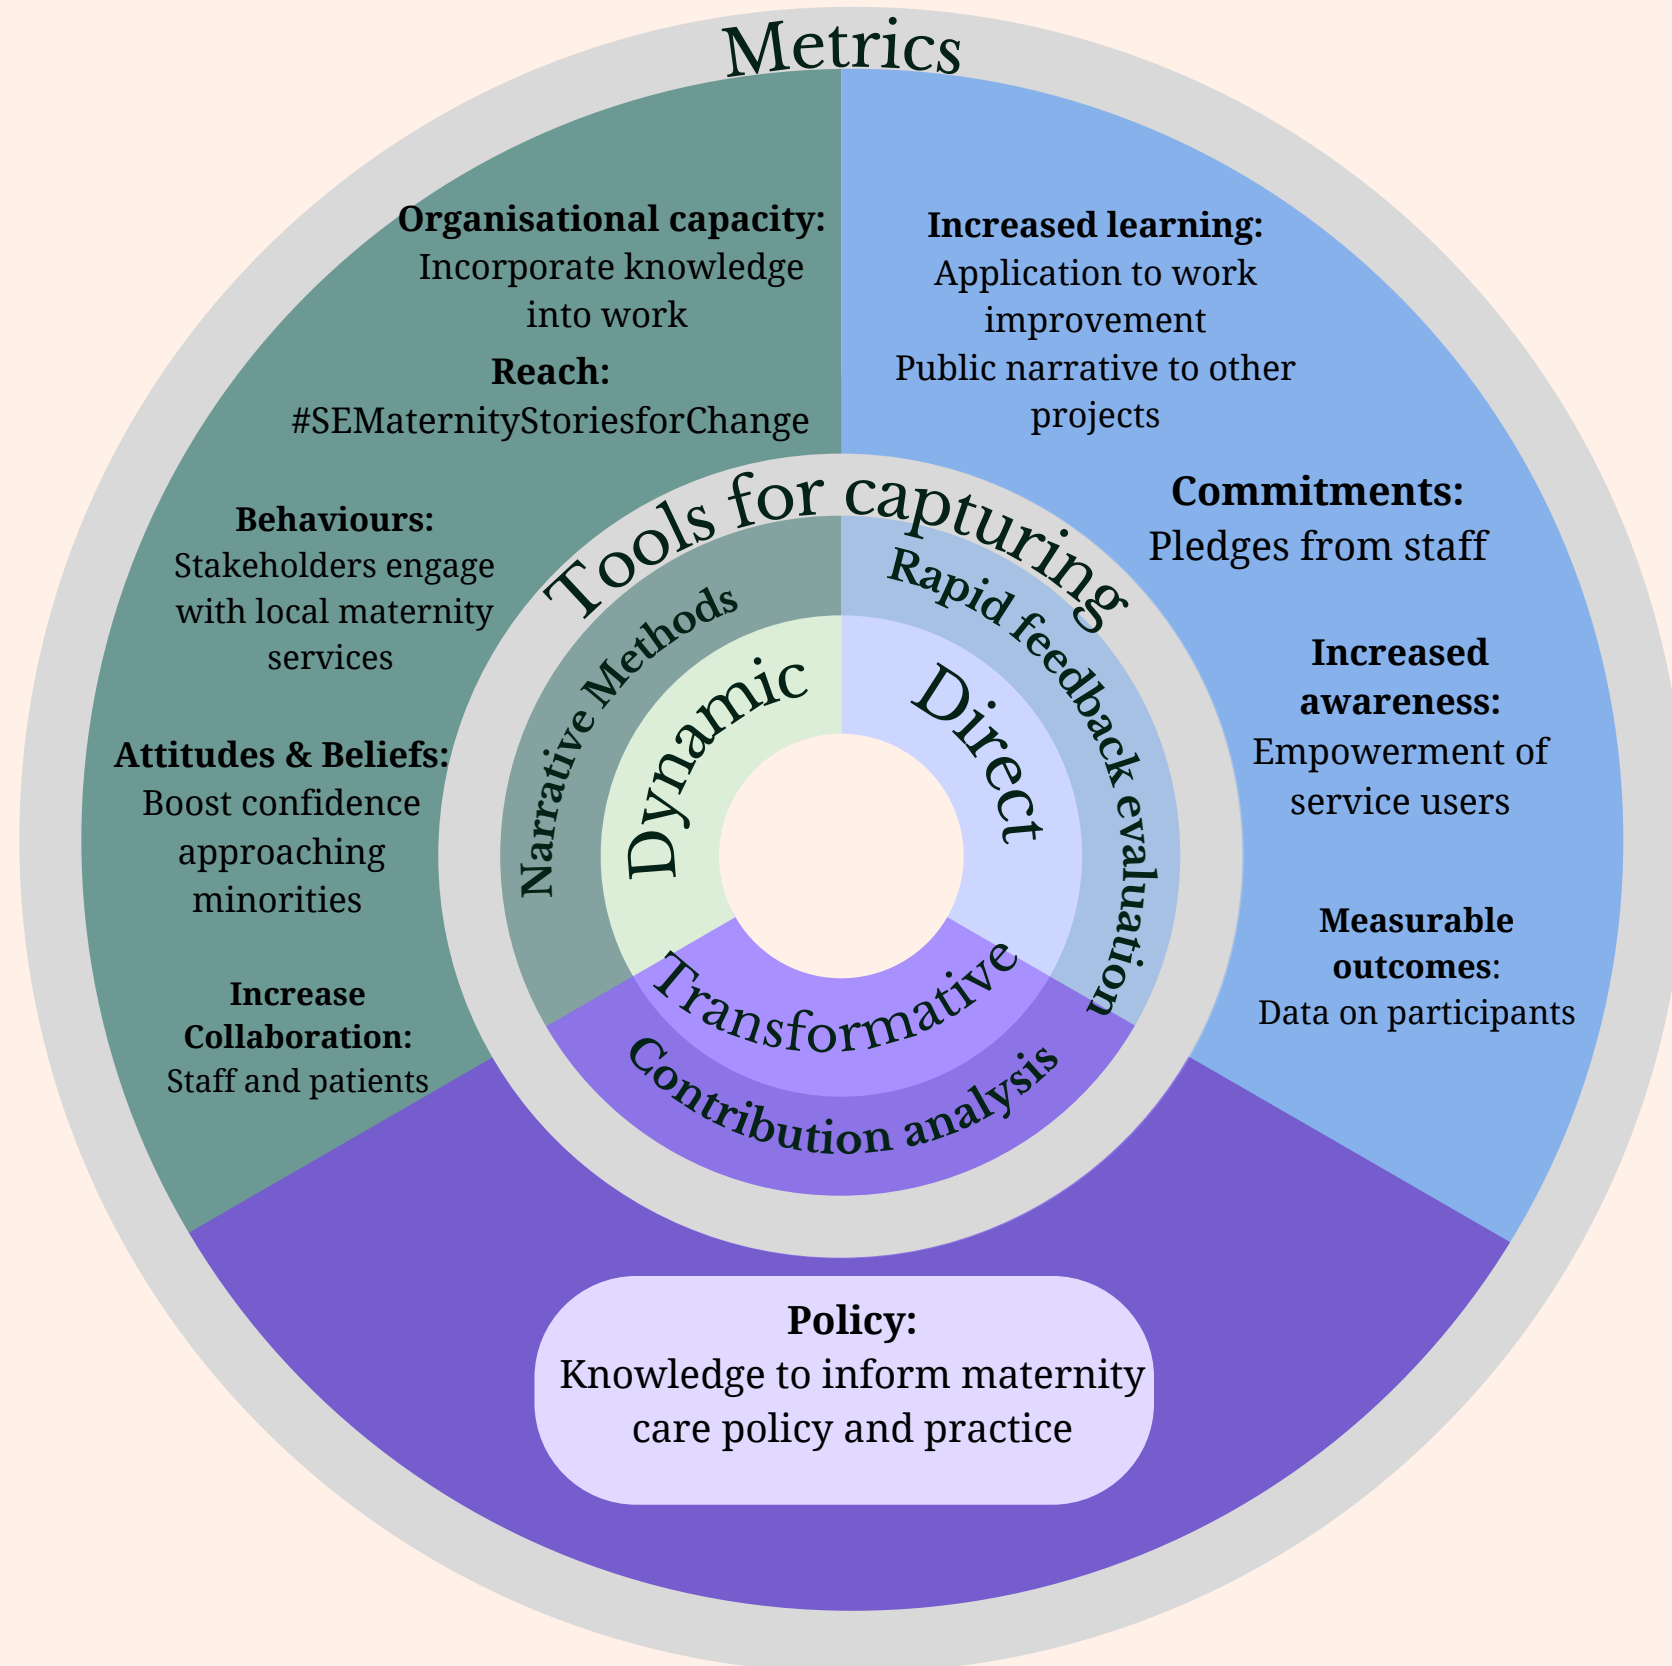 Metrics
Organisational capacity:
Incorporate knowledge
into work
Reach:
#SEMaternityStoriesforChange
Behaviours:
Stakeholders engage
with local maternity
services
Attitudes & Beliefs:
Boost confidence
approaching
minorities
Increase
Collaboration:
Staff and patients
Increased learning:
Application to work
improvement
Public narrative to other
projects
Commitments:
Pledges from staff
Increased
awareness:
Empowerment of
service users
Measurable
outcomes:
Data on participants
Tools for capturing
Narrative Methods
Rapid feedback evaluation
Dynamic
Direct
Transformative
Contribution analysis
Policy:
Knowledge to inform maternity
care policy and practice